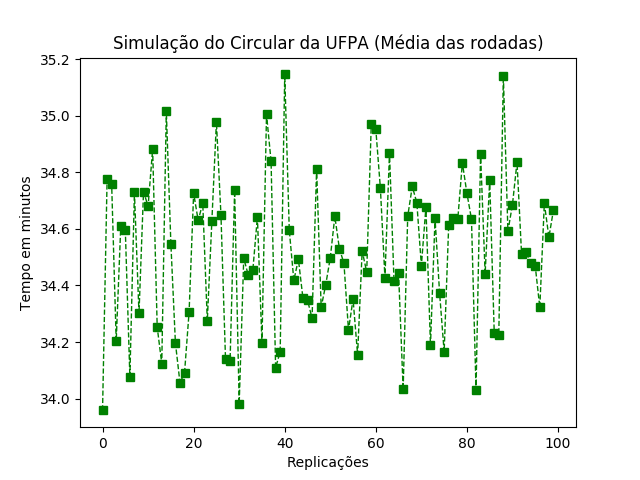 Simulação do Circular da UFPA (Média das rodadas)
35.2
35.0
34.8
34.6
34.4
34.2
34.0
Tempo em minutos
0 20 40 60 80 100
Replicações